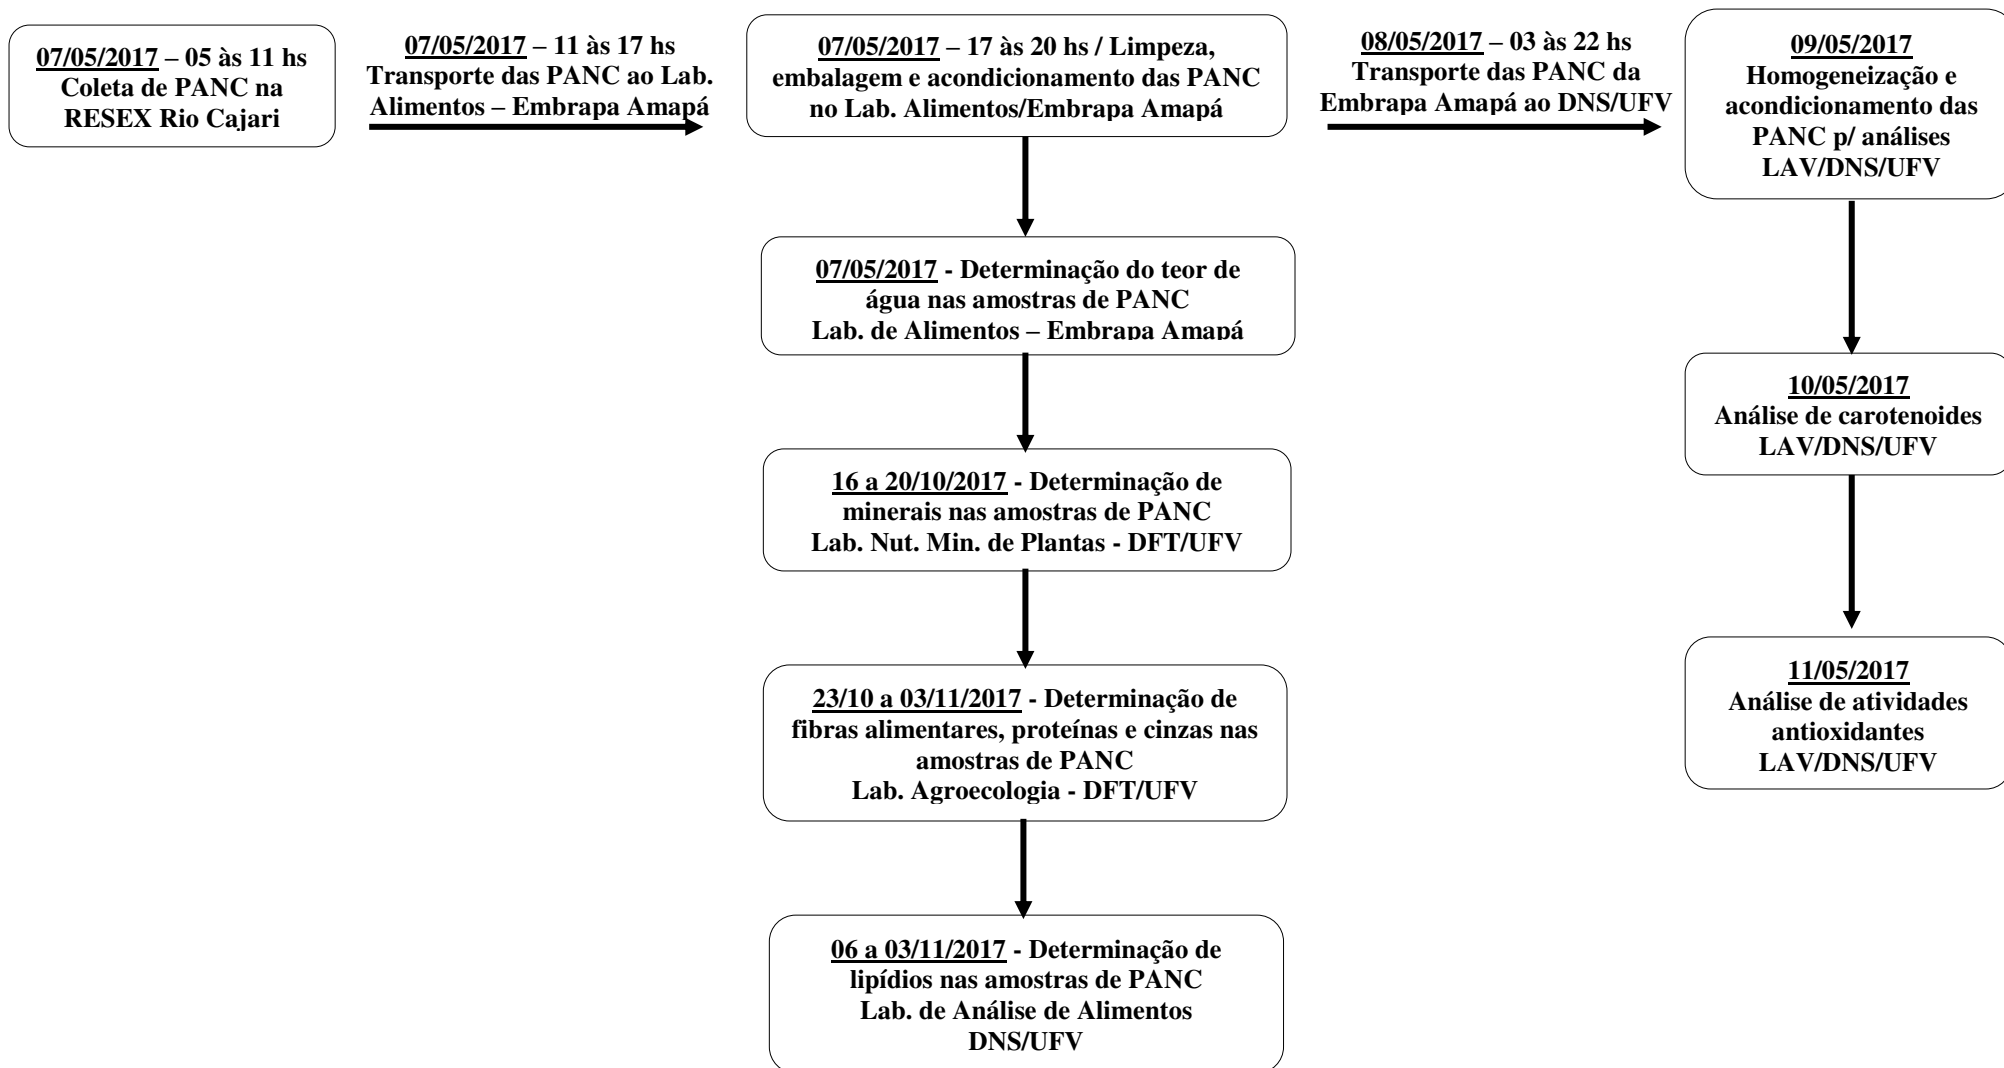 07/05/2017 – 05 às 11 hs
Coleta de PANC na
RESEX Rio Cajari
07/05/2017 – 11 às 17 hs
Transporte das PANC ao Lab.
Alimentos – Embrapa Amapá
07/05/2017 – 17 às 20 hs / Limpeza,
embalagem e acondicionamento das PANC
no Lab. Alimentos/Embrapa Amapá
08/05/2017 – 03 às 22 hs
Transporte das PANC da
Embrapa Amapá ao DNS/UFV
09/05/2017
Homogeneização e
acondicionamento das
PANC p/ análises
LAV/DNS/UFV
07/05/2017 - Determinação do teor de
água nas amostras de PANC
Lab. de Alimentos – Embrapa Amapá
16 a 20/10/2017 - Determinação de
minerais nas amostras de PANC
Lab. Nut. Min. de Plantas - DFT/UFV
23/10 a 03/11/2017 - Determinação de
fibras alimentares, proteínas e cinzas nas
amostras de PANC
Lab. Agroecologia - DFT/UFV
06 a 03/11/2017 - Determinação de
lipídios nas amostras de PANC
Lab. de Análise de Alimentos
DNS/UFV
10/05/2017
Análise de carotenoides
LAV/DNS/UFV
11/05/2017
Análise de atividades
antioxidantes
LAV/DNS/UFV